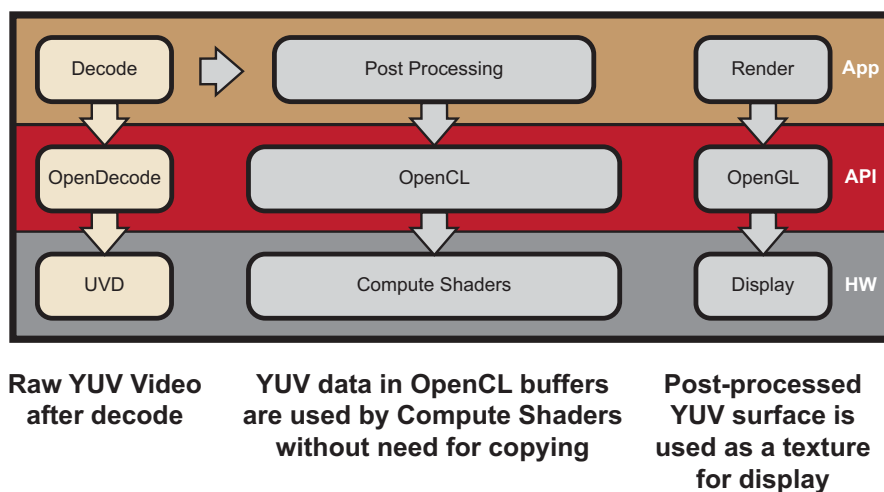 Decode
Post Processing
Render
App
OpenDecode
OpenCL
OpenGL
API
UVD
Compute Shaders
Display
HW
Raw YUV Video
after decode
YUV data in OpenCL buffers
are used by Compute Shaders
without need for copying
Post-processed
YUV surface is
used as a texture
for display